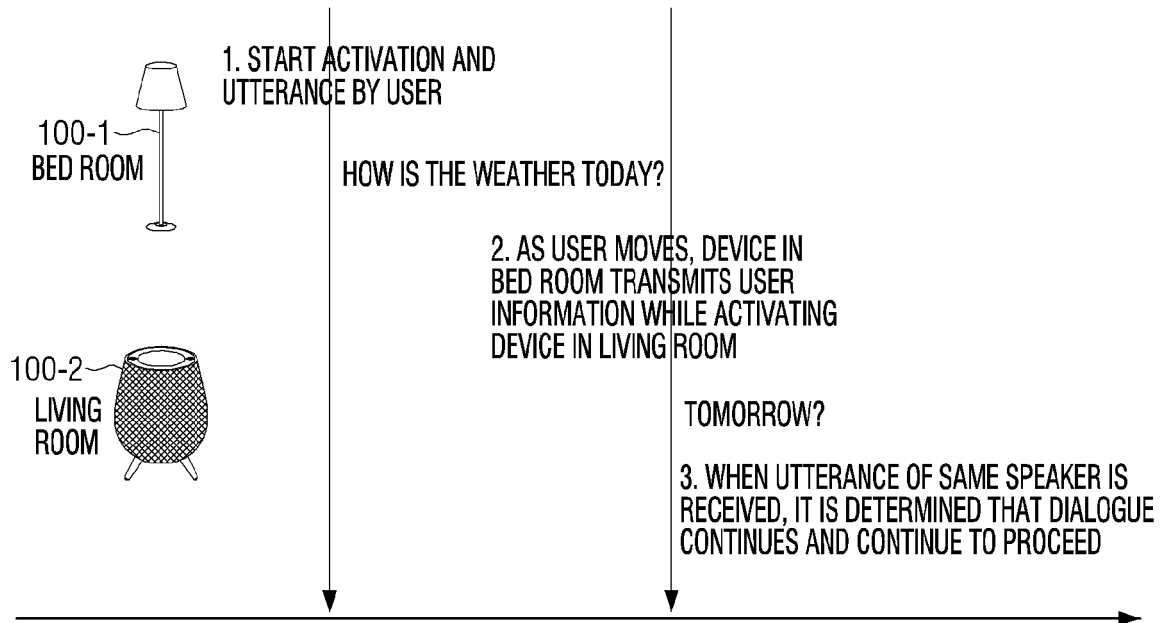 1. START ACTIVATION AND
UTTERANCE BY USER
100-1
BED ROOM
HOW IS THE WEATHER TODAY?
2. AS USER MOVES, DEVICE IN
BED ROOM TRANSMITS USER
INFORMATION WHILE ACTIVATING
DEVICE IN LIVING ROOM
100-2
LIVING
ROOM
TOMORROW?
3. WHEN UTTERANCE OF SAME SPEAKER IS
RECEIVED, IT IS DETERMINED THAT DIALOGUE
CONTINUES AND CONTINUE TO PROCEED